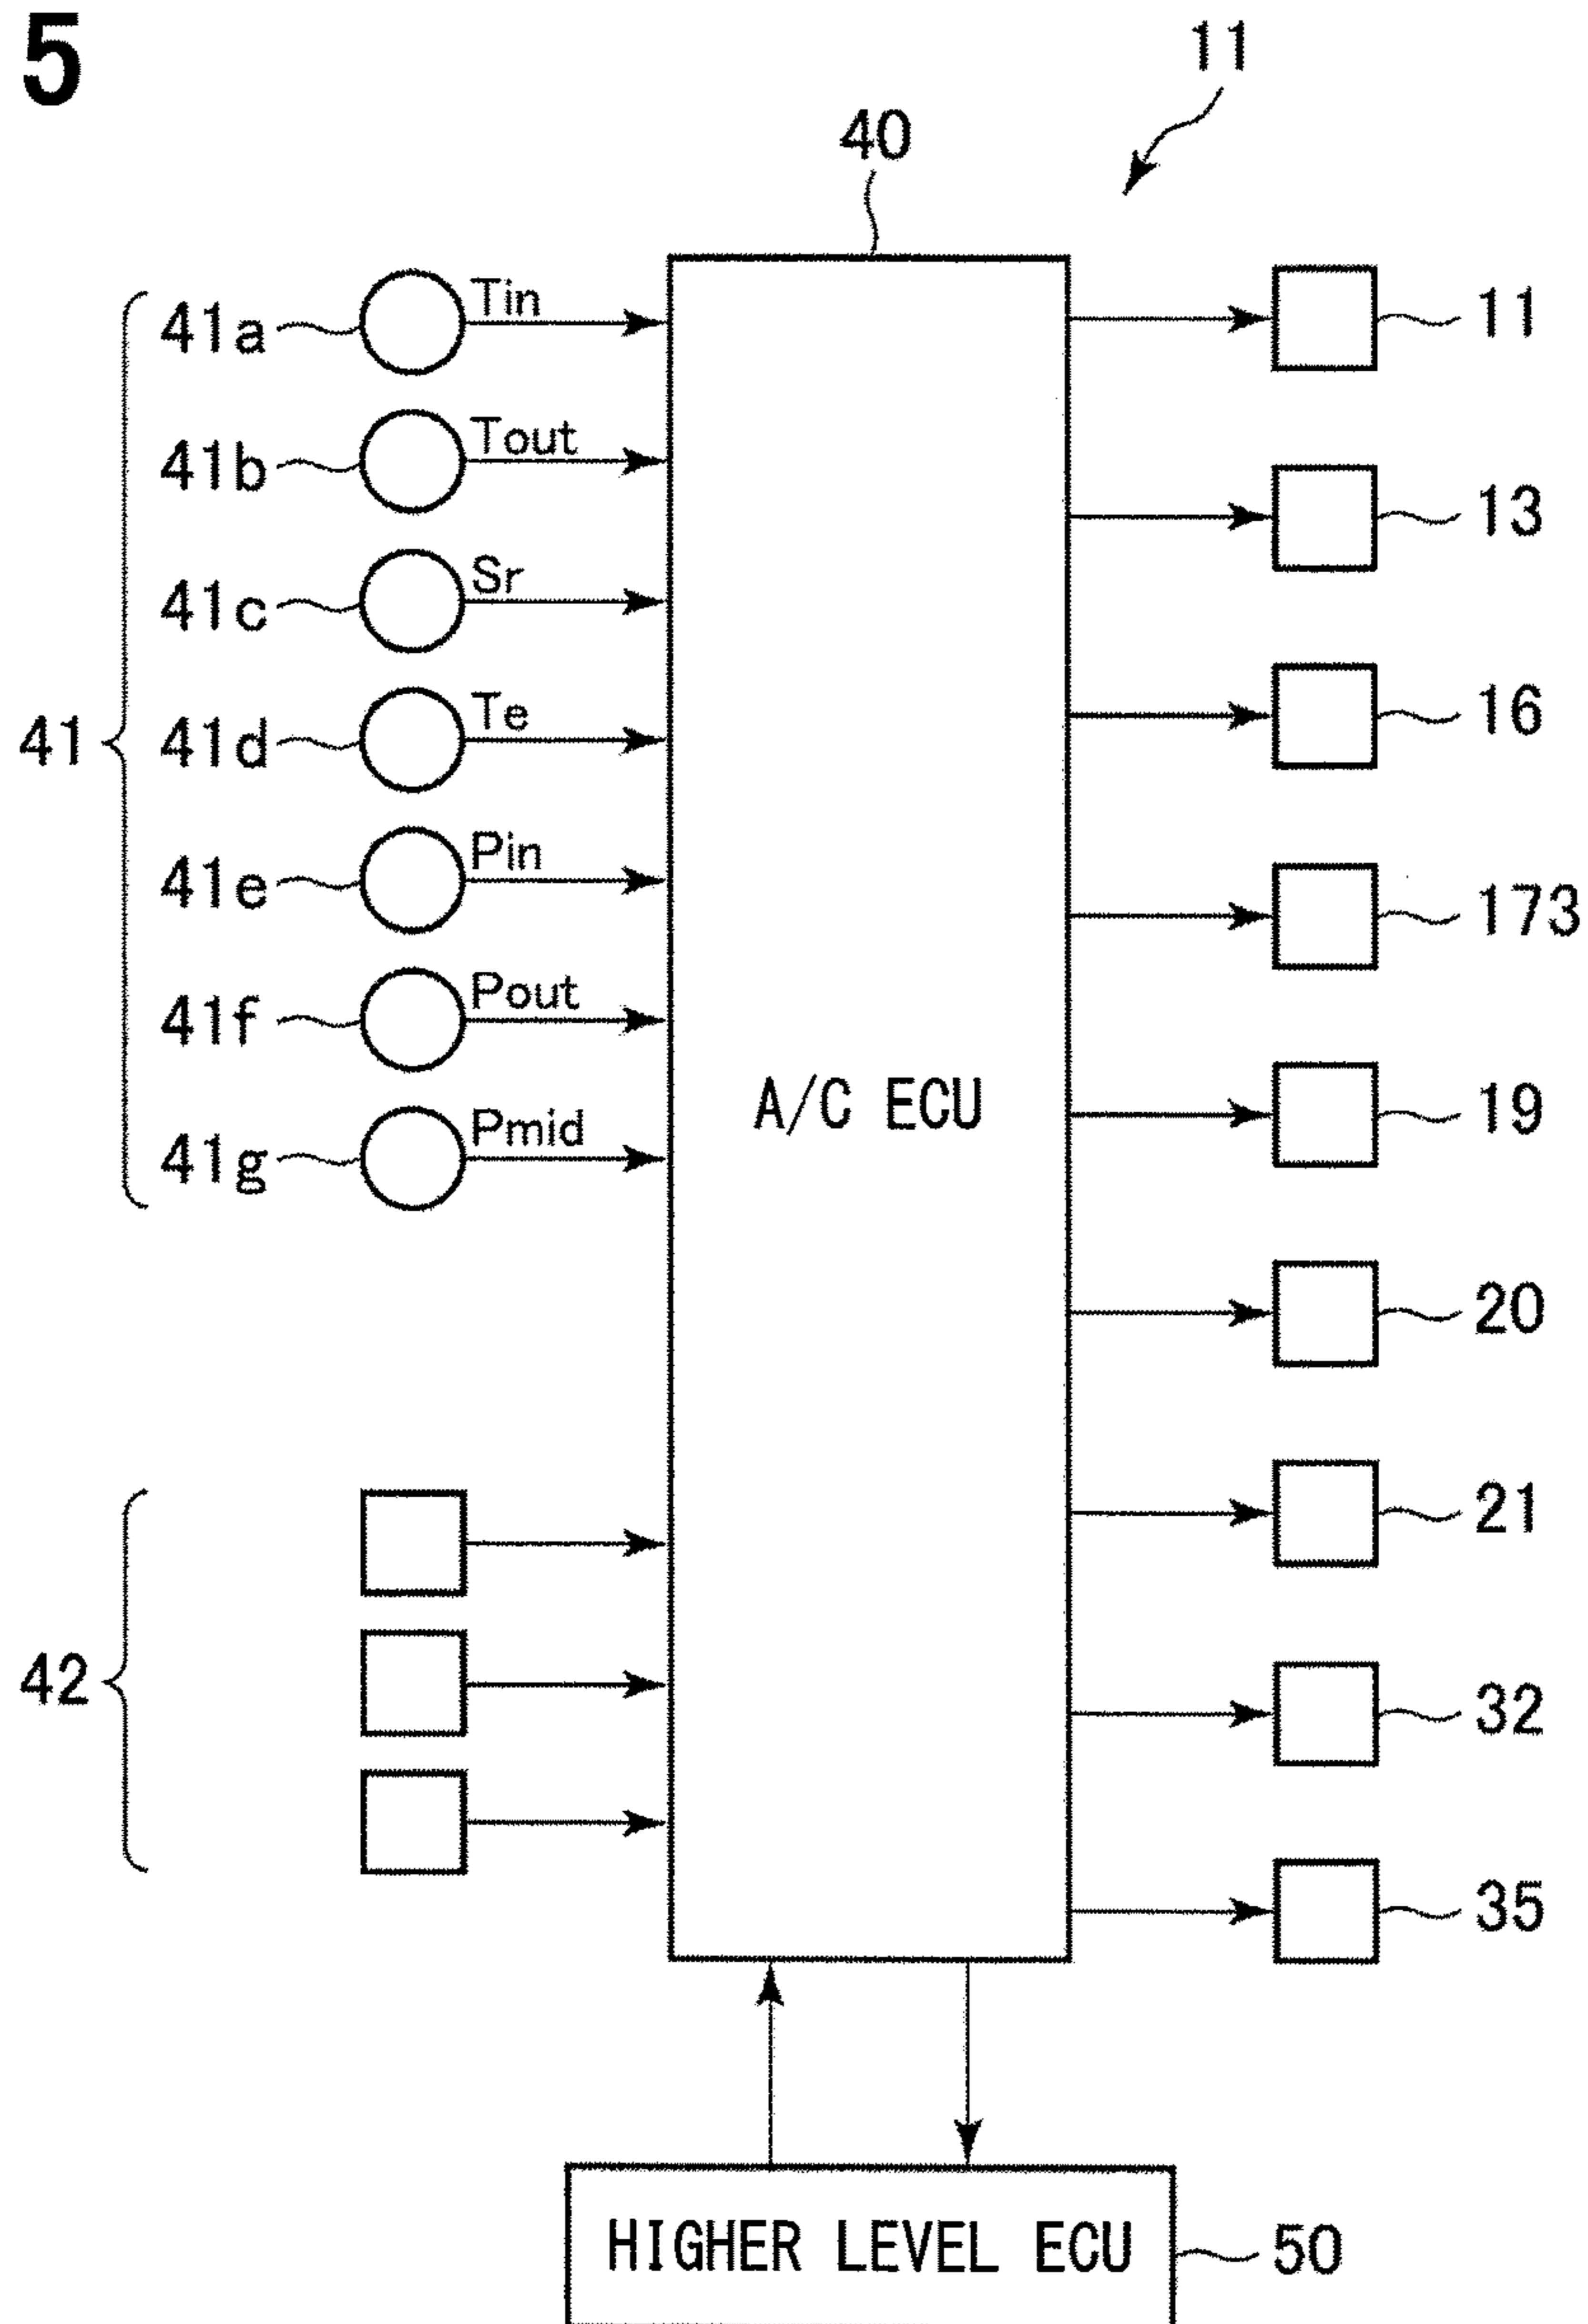 5
11
40
41a Tin 11
41b Tout 13
41c Sr
41d Te 16
41
41e Pin 173
41f Pout
A/C ECU 19
41g Pmid
20
21
42
32
35
HIGHER LEVEL ECU 50